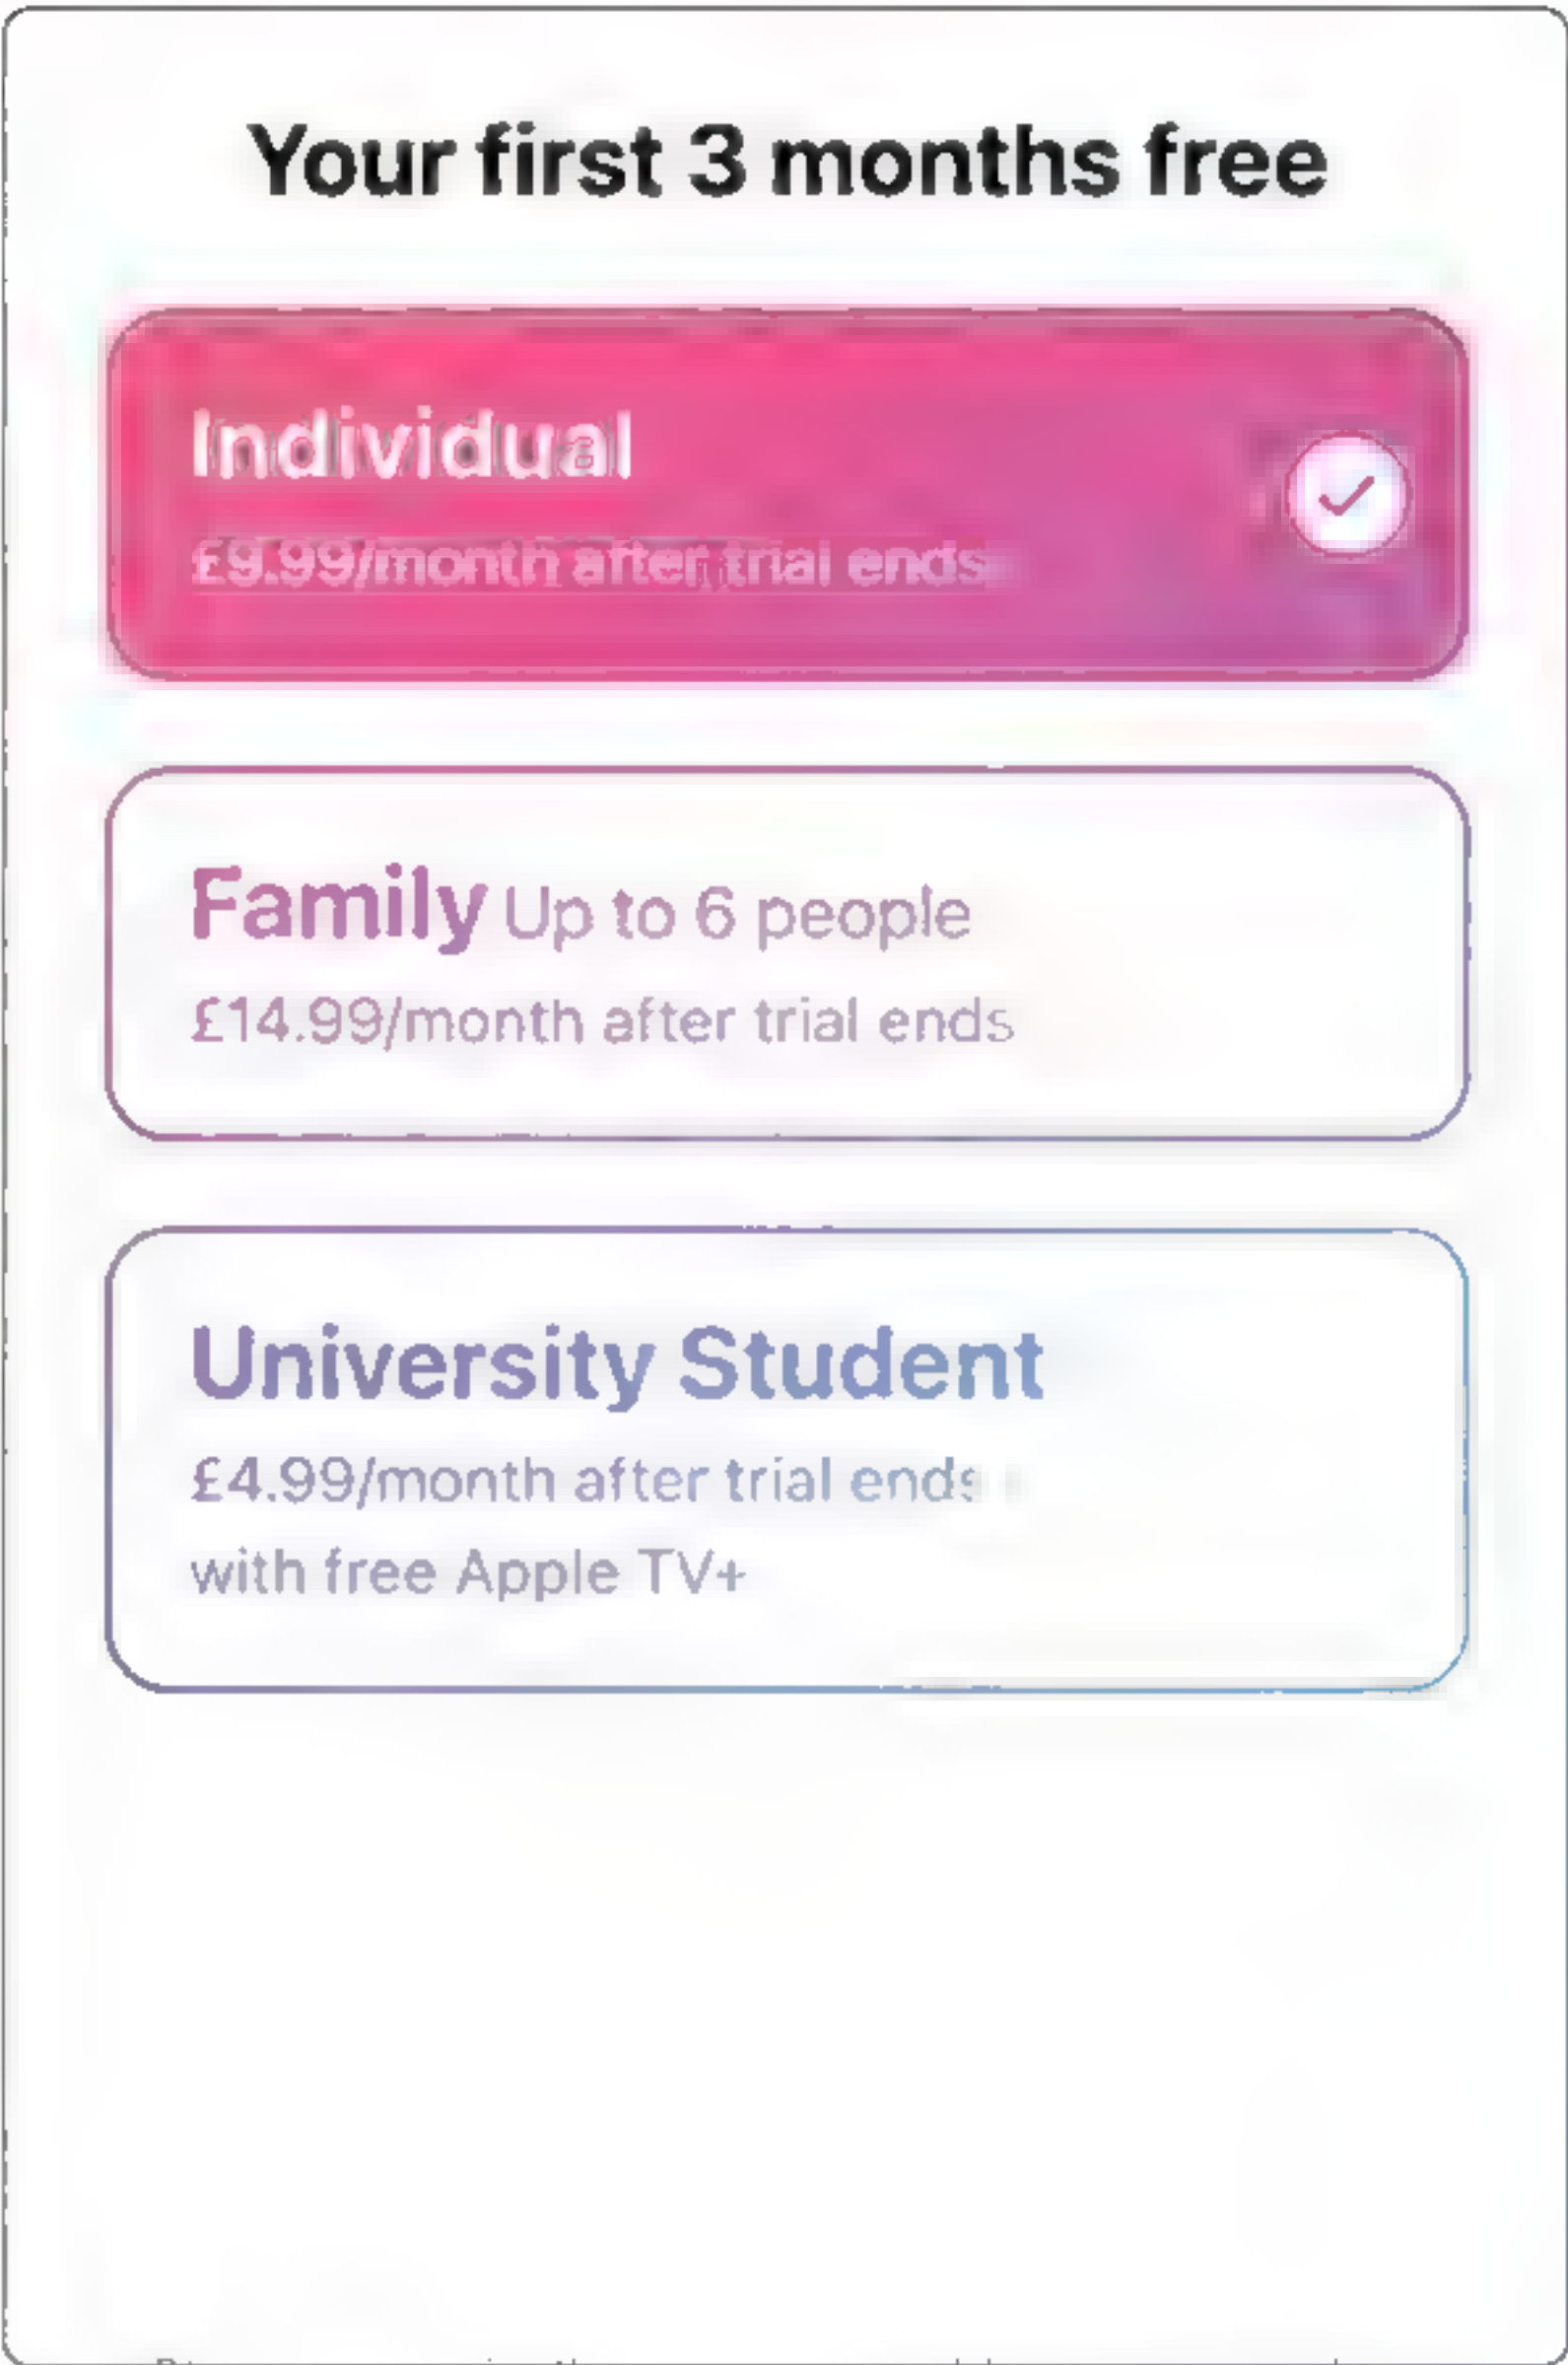 Your first 3 months free
Individual
£9.99/month after trial ends
Family Up to 6 people
£14.99/month after trial ends
University Student
£4.99/month after trial ends
with free Apple TV+